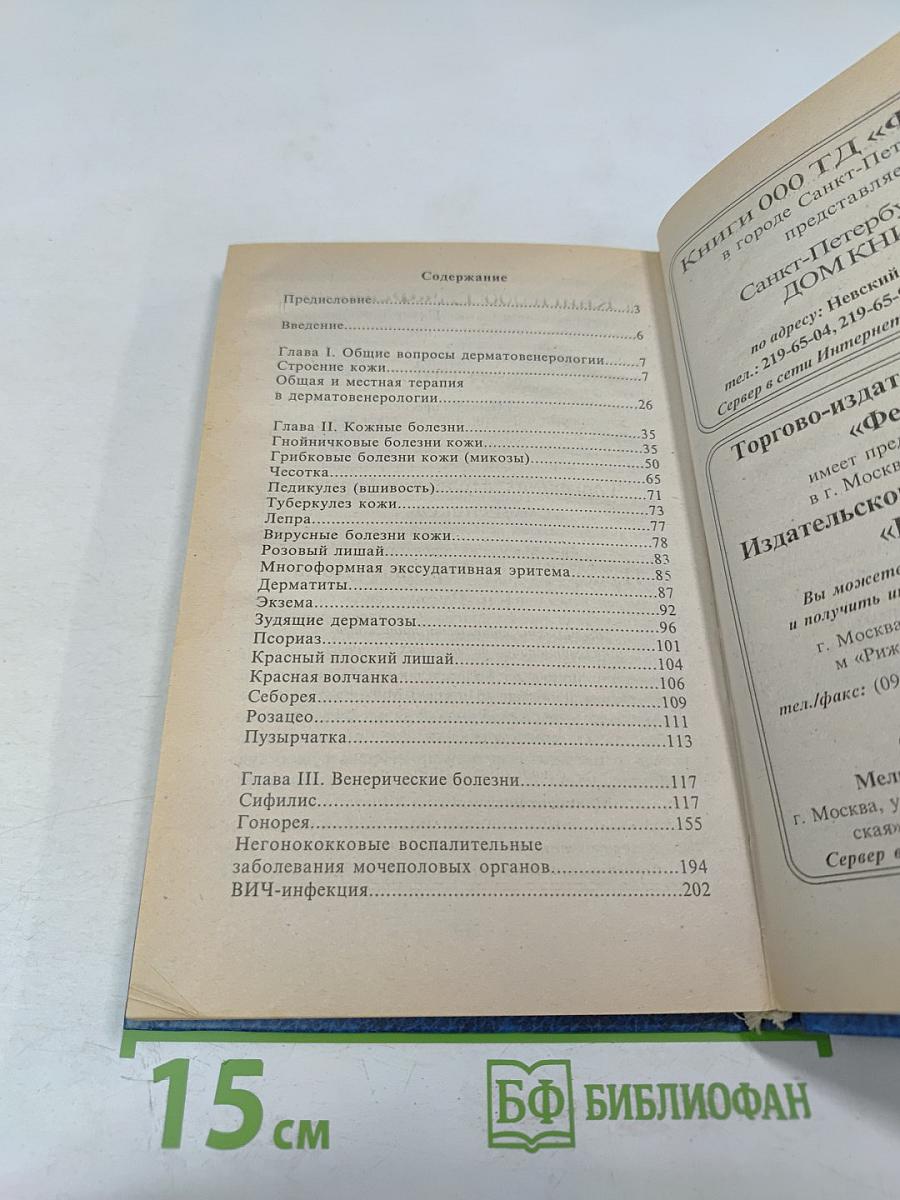 Содержание
Предисловие.....................................3
Введение.....................................6
Глава I. Общие вопросы дерматовенерологии.......7
Строение кожи.....................................7
Общая и местная терапия
в дерматовенерологии.............................26
Глава II. Кожные болезни.............................35
Гнойничковые болезни кожи.............................35
Грибковые болезни кожи (микозы)....................50
Чесотка.....................................65
Педикулез (вшивость).............................71
Туберкулез кожи.....................................73
Лепра.....................................77
Вирусные болезни кожи.............................78
Розовый лишай.....................................83
Многоформная экссудативная эритема..............85
Дерматиты.....................................87
Экзема.....................................92
Зудящие дерматозы.............................96
Псориаз.....................................101
Красный плоский лишай.............................104
Красная волчанка.............................106
Себорея.....................................109
Розацео.....................................111
Пузырчатка.....................................113
Глава III. Венерические болезни....................117
Сифилис.....................................117
Гонорея.....................................155
Негонококковые воспалительные
заболевания мочеполовых органов....................194
ВИЧ-инфекция.....................................202
Книги ООО ТД «Ф
в городе Санкт-Пет
представляе
Санкт-Петербу
ДОМ КНИ
по адресу: Невский
тел.: 219-65-04, 219-65-
Сервер в сети Интернет
Торгово-издат
«Фе
имеет пред
в г. Москв
Издательско
Вы можете
и получить и
г. Москва
м «Риж
тел./факс: (09
Мел
г. Москва, у
ская»
Сервер в
15 см
БФ БИБЛИОФАН